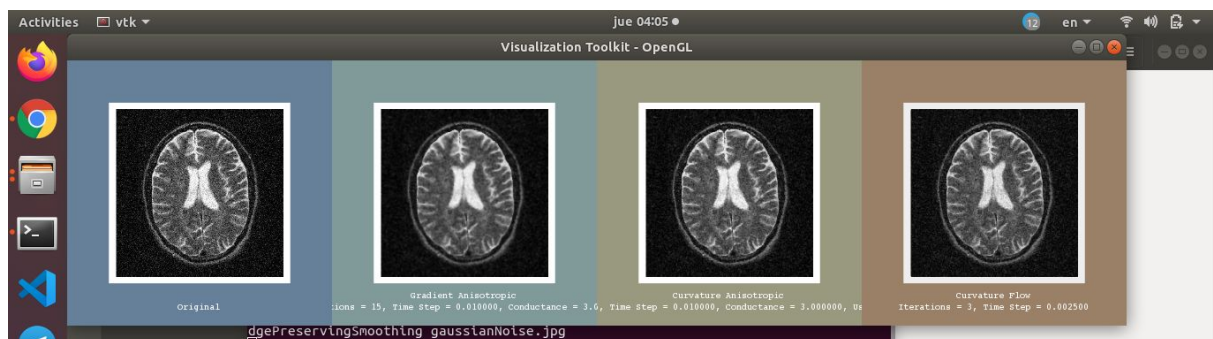 Activities vtk jue 04:05 12 en
Visualization Toolkit - OpenGL
Original
Gradient Anisotropic
ions = 15, Time Step = 0.010000, Conductance = 3.0
Curvature Anisotropic
, Time Step = 0.010000, Conductance = 3.000000, Us
Curvature Flow
Iterations = 3, Time Step = 0.002500
dgePreservingSmoothing gaussianNoise.jpg